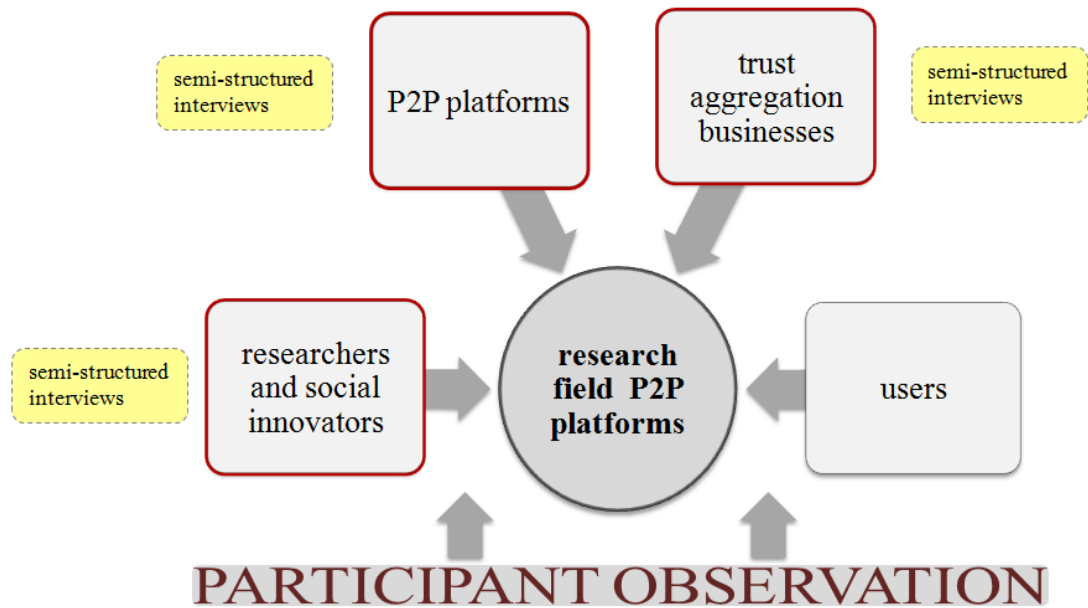 semi-structured
interviews
P2P platforms
trust
aggregation
businesses
semi-structured
interviews
semi-structured
interviews
researchers
and social
innovators
research
field P2P
platforms
users
PARTICIPANT OBSERVATION